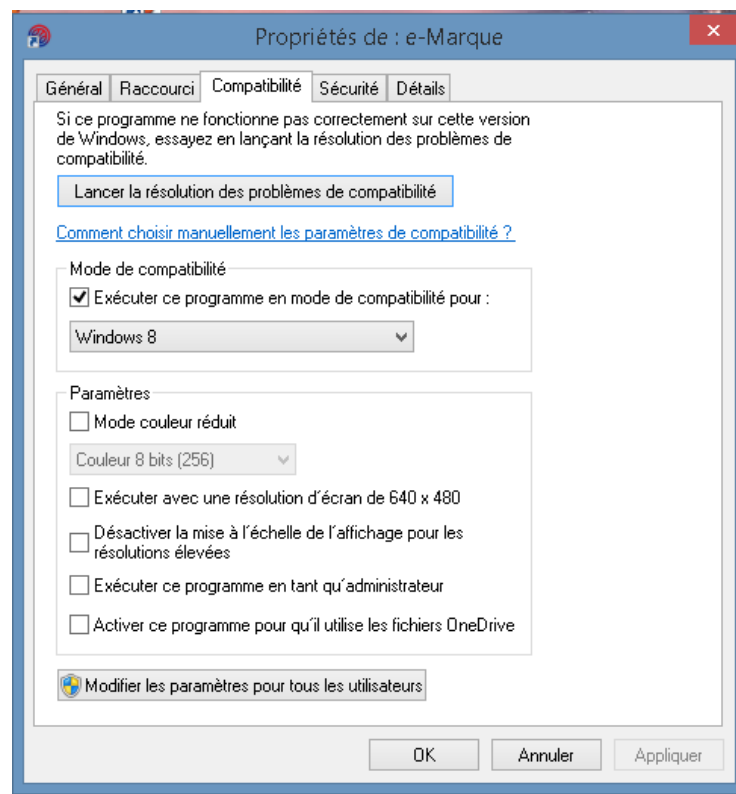 Propriétés de : e-Marque
Général Raccourci Compatibilité Sécurité Détails
Si ce programme ne fonctionne pas correctement sur cette version
de Windows, essayez en lançant la résolution des problèmes de
compatibilité.
Lancer la résolution des problèmes de compatibilité
Comment choisir manuellement les paramètres de compatibilité ?
Mode de compatibilité
Exécuter ce programme en mode de compatibilité pour :
Windows 8
Paramètres
Mode couleur réduit
Couleur 8 bits (256)
Exécuter avec une résolution d'écran de 640 x 480
Désactiver la mise à l'échelle de l'affichage pour les
résolutions élevées
Exécuter ce programme en tant qu'administrateur
Activer ce programme pour qu'il utilise les fichiers OneDrive
Modifier les paramètres pour tous les utilisateurs
OK Annuler Appliquer